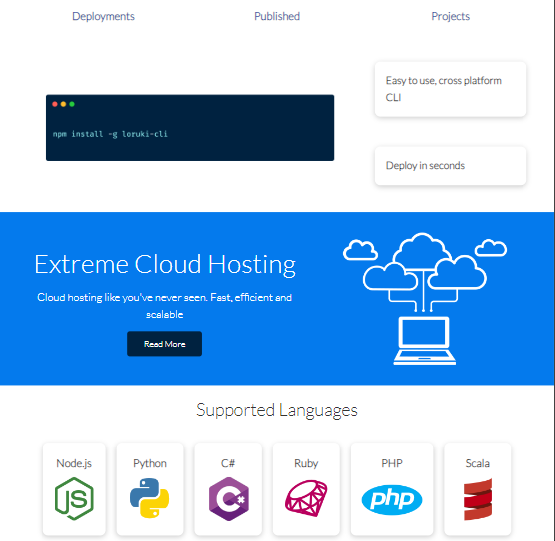 Deployments
Published
Projects
Easy to use, cross platform
CLI
npm install -g loruki-cli
Deploy in seconds
Extreme Cloud Hosting
Cloud hosting like you've never seen. Fast, efficient and
scalable
Read More
Supported Languages
Node.js
Python
C#
Ruby
PHP
Scala
JS
C#
php